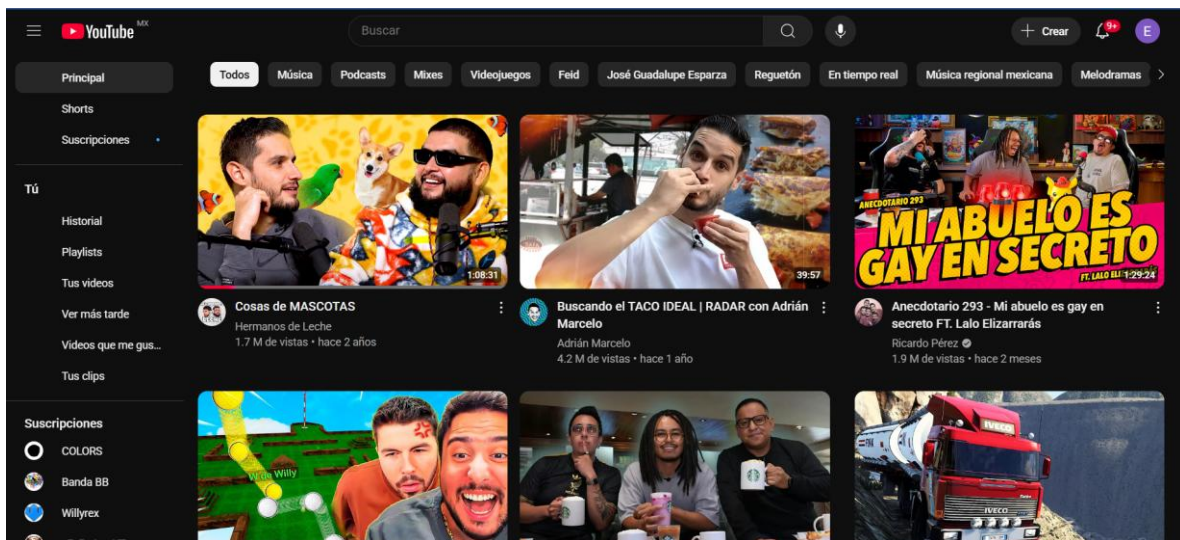 YouTube MX
Buscar
Crear
9+
E
Principal
Shorts
Suscripciones
Tú
Historial
Playlists
Tus videos
Ver más tarde
Videos que me gus...
Tus clips
Suscripciones
COLORS
Banda BB
Willyrex
Todos
Música
Podcasts
Mixes
Videojuegos
Feid
José Guadalupe Esparza
Reguetón
En tiempo real
Música regional mexicana
Melodramas
1:08:31
Cosas de MASCOTAS
Hermanos de Leche
1.7 M de vistas • hace 2 años
39:57
Buscando el TACO IDEAL | RADAR con Adrián
Marcelo
Adrián Marcelo
4.2 M de vistas • hace 1 año
ANECDOTARIO 293
MI ABUELO ES
GAY EN SECRETO
FT. LALO
1:29:24
Anecdotario 293 - Mi abuelo es gay en
secreto FT. Lalo Elizarrarás
Ricardo Pérez
1.9 M de vistas • hace 2 meses
W de Willy
IVECO
Turbo
IVECO